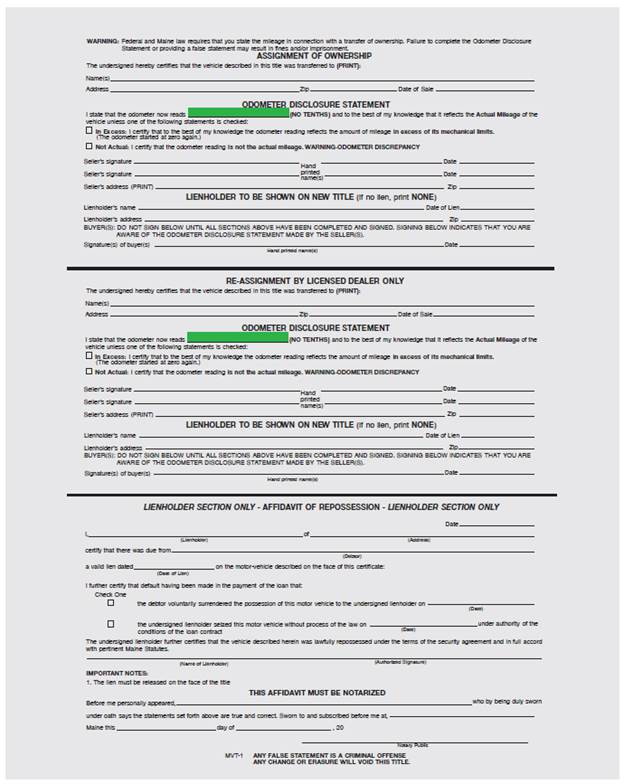 WARNING: Federal and Maine law requires that you state the mileage in connection with a transfer of ownership. Failure to complete the Odometer Disclosure
Statement or providing a false statement may result in fines and/or imprisonment.
ASSIGNMENT OF OWNERSHIP
The undersigned hereby certifies that the vehicle described in this title was transferred to (PRINT):
Name(s)
Address Zip Date of Sale
ODOMETER DISCLOSURE STATEMENT
I state that the odometer now reads (NO TENTHS) and to the best of my knowledge that it reflects the Actual Mileage of the
vehicle unless one of the following statements is checked:
In Excess: I certify that to the best of my knowledge the odometer reading reflects the amount of mileage in excess of its mechanical limits.
(The odometer started at zero again.)
Not Actual: I certify that the odometer reading is not the actual mileage. WARNING-ODOMETER DISCREPANCY
Seller's signature Date
Hand
Seller's signature printed Date
name(s)
Seller's address (PRINT) Zip
LIENHOLDER TO BE SHOWN ON NEW TITLE (If no lien, print NONE)
Lienholder's name Date of Lien
Lienholder's address Zip
BUYER(S): DO NOT SIGN BELOW UNTIL ALL SECTIONS ABOVE HAVE BEEN COMPLETED AND SIGNED. SIGNING BELOW INDICATES THAT YOU ARE
AWARE OF THE ODOMETER DISCLOSURE STATEMENT MADE BY THE SELLER(S).
Signature(s) of buyer(s) Date
Hand printed name(s)
RE-ASSIGNMENT BY LICENSED DEALER ONLY
The undersigned hereby certifies that the vehicle described in this title was transferred to (PRINT):
Name(s)
Address Zip Date of Sale
ODOMETER DISCLOSURE STATEMENT
I state that the odometer now reads (NO TENTHS) and to the best of my knowledge that it reflects the Actual Mileage of the
vehicle unless one of the following statements is checked:
In Excess: I certify that to the best of my knowledge the odometer reading reflects the amount of mileage in excess of its mechanical limits.
(The odometer started at zero again.)
Not Actual: I certify that the odometer reading is not the actual mileage. WARNING-ODOMETER DISCREPANCY
Seller's signature Date
Hand
Seller's signature printed Date
name(s)
Seller's address (PRINT) Zip
LIENHOLDER TO BE SHOWN ON NEW TITLE (If no lien, print NONE)
Lienholder's name Date of Lien
Lienholder's address Zip
BUYER(S): DO NOT SIGN BELOW UNTIL ALL SECTIONS ABOVE HAVE BEEN COMPLETED AND SIGNED. SIGNING BELOW INDICATES THAT YOU ARE
AWARE OF THE ODOMETER DISCLOSURE STATEMENT MADE BY THE SELLER(S).
Signature(s) of buyer(s) Date
Hand printed name(s)
LIENHOLDER SECTION ONLY - AFFIDAVIT OF REPOSSESSION - LIENHOLDER SECTION ONLY
Date
I, of
(Lienholder) (Address)
certify that there was due from
(Debtor)
a valid lien dated on the motor-vehicle described on the face of this certificate:
(Date of Lien)
I further certify that default having been made in the payment of the loan that:
Check One
the debtor voluntarily surrendered the possession of this motor vehicle to the undersigned lienholder on
(Date)
the undersigned lienholder seized this motor vehicle without process of the law on under authority of the
(Date)
conditions of the loan contract
The undersigned lienholder further certifies that the vehicle described herein was lawfully repossessed under the terms of the security agreement and in full accord
with pertinent Maine Statutes.
(Name of Lienholder) (Authorized Signature)
IMPORTANT NOTES:
1. The lien must be released on the face of the title
THIS AFFIDAVIT MUST BE NOTARIZED
Before me personally appeared, who by being duly sworn
under oath says the statements set forth above are true and correct. Sworn to and subscribed before me at,
Maine this day of , 20
Notary Public
MVT-1 ANY FALSE STATEMENT IS A CRIMINAL OFFENSE
ANY CHANGE OR ERASURE WILL VOID THIS TITLE.